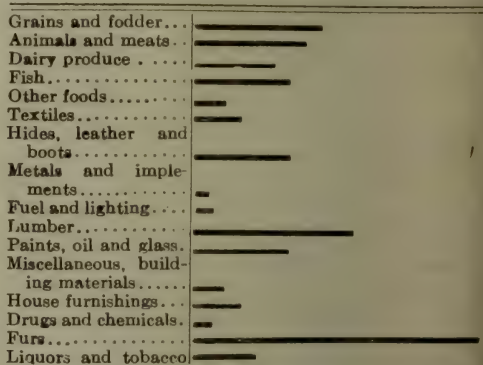 Grains and fodder...
Animals and meats..
Dairy produce . . . . .
Fish..................
Other foods..........
Textiles..............
Hides, leather and
boots..............
Metals and imple-
ments.............
Fuel and lighting....
Lumber..............
Paints, oil and glass.
Miscellaneous, build-
ing materials......
House furnishings...
Drugs and chemicals.
Furs.................
Liquors and tobacco